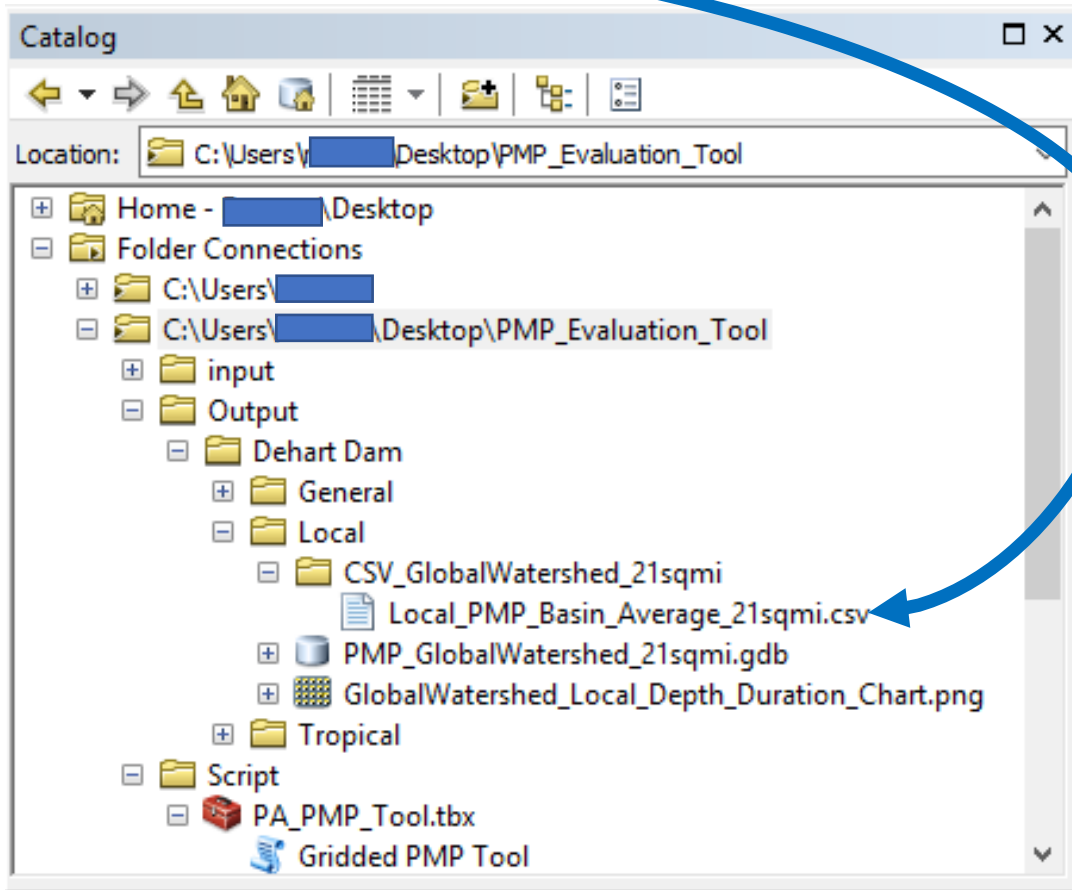 Catalog
Location: C:\Users\ \Desktop\PMP_Evaluation_Tool
Home - \Desktop
Folder Connections
C:\Users\
C:\Users\ \Desktop\PMP_Evaluation_Tool
input
Output
Dehart Dam
General
Local
CSV_GlobalWatershed_21sqmi
Local_PMP_Basin_Average_21sqmi.csv
PMP_GlobalWatershed_21sqmi.gdb
GlobalWatershed_Local_Depth_Duration_Chart.png
Tropical
Script
PA_PMP_Tool.tbx
Gridded PMP Tool